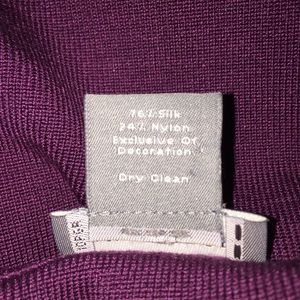 76% Silk
24% Nylon
Exclusive Of
Decoration
Dry Clean